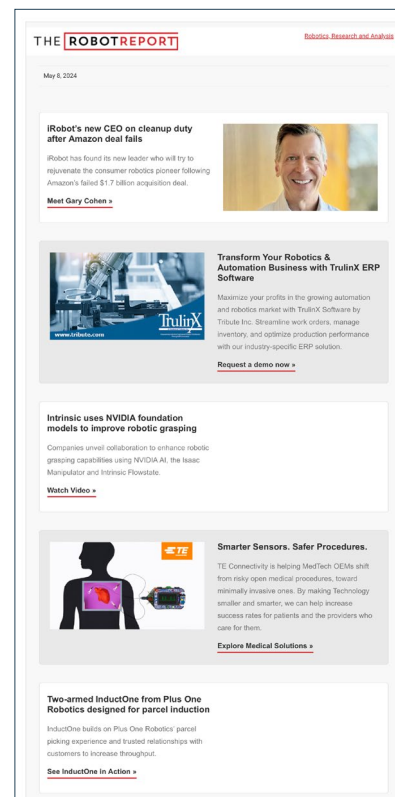 THE ROBOTREPORT
Robotics, Research and Analysis
May 8, 2024
iRobot's new CEO on cleanup duty
after Amazon deal fails
iRobot has found its new leader who will try to
rejuvenate the consumer robotics pioneer following
Amazon's failed $1.7 billion acquisition deal.
Meet Gary Cohen »
TrulinX
www.tribute.com
Transform Your Robotics &
Automation Business with TrulinX ERP
Software
Maximize your profits in the growing automation
and robotics market with TrulinX Software by
Tribute Inc. Streamline work orders, manage
inventory, and optimize production performance
with our industry-specific ERP solution.
Request a demo now »
Intrinsic uses NVIDIA foundation
models to improve robotic grasping
Companies unveil collaboration to enhance robotic
grasping capabilities using NVIDIA AI, the Isaac
Manipulator and Intrinsic Flowstate.
Watch Video »
TE
Smarter Sensors. Safer Procedures.
TE Connectivity is helping MedTech OEMs shift
from risky open medical procedures, toward
minimally invasive ones. By making Technology
smaller and smarter, we can help increase
success rates for patients and the providers who
care for them.
Explore Medical Solutions »
Two-armed InductOne from Plus One
Robotics designed for parcel induction
InductOne builds on Plus One Robotics' parcel
picking experience and trusted relationships with
customers to increase throughput.
See InductOne in Action »